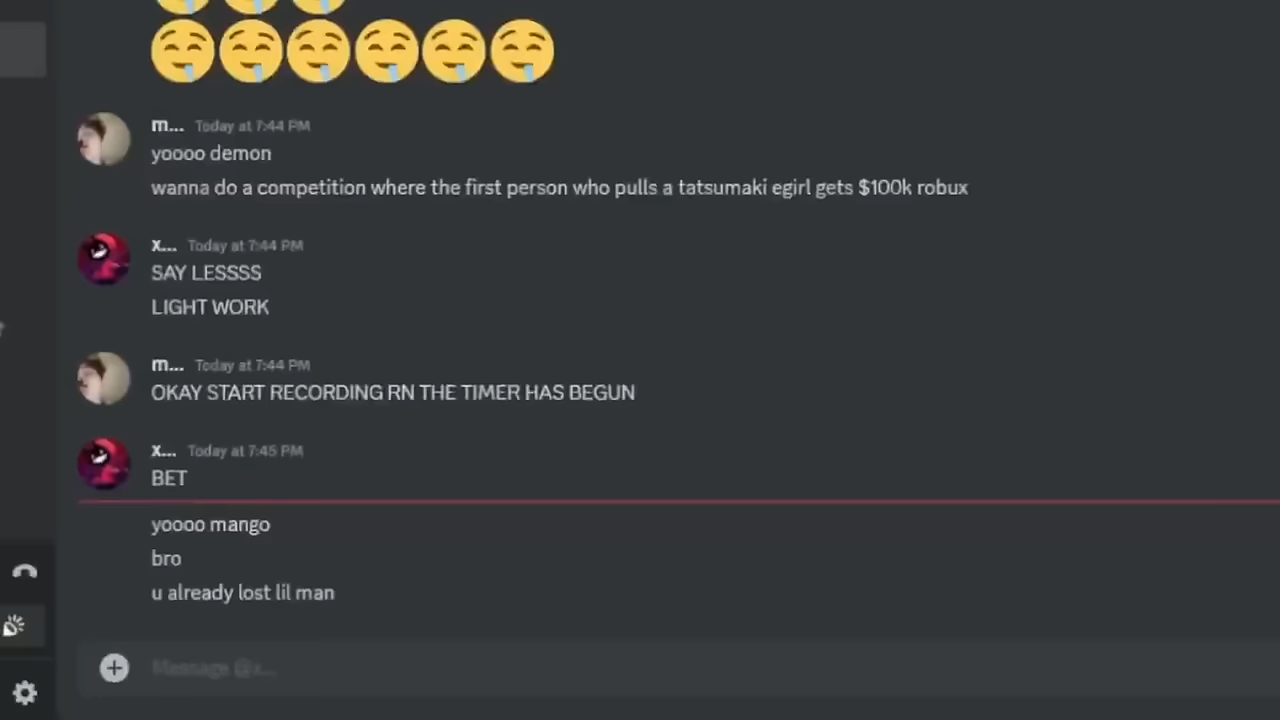 m... Today at 7:44 PM
yoooo demon
wanna do a competition where the first person who pulls a tatsumaki egirl gets $100k robux
x... Today at 7:44 PM
SAY LESSSS
LIGHT WORK
m... Today at 7:44 PM
OKAY START RECORDING RN THE TIMER HAS BEGUN
x... Today at 7:45 PM
BET
yoooo mango
bro
u already lost lil man
Message @x...